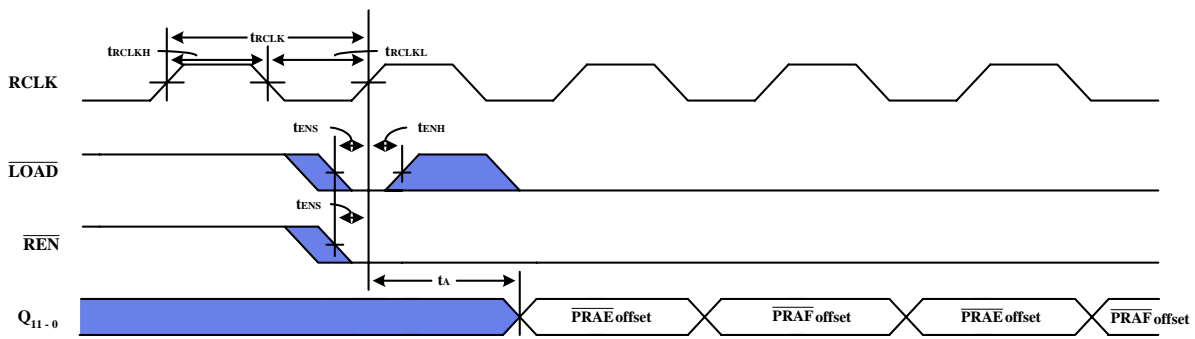 tRCLK
tRCLKH
tRCLKL
RCLK
tENS
tENH
LOAD
tENS
REN
tA
Q11 - 0
PRAE offset
PRAF offset
PRAE offset
PRAF offset